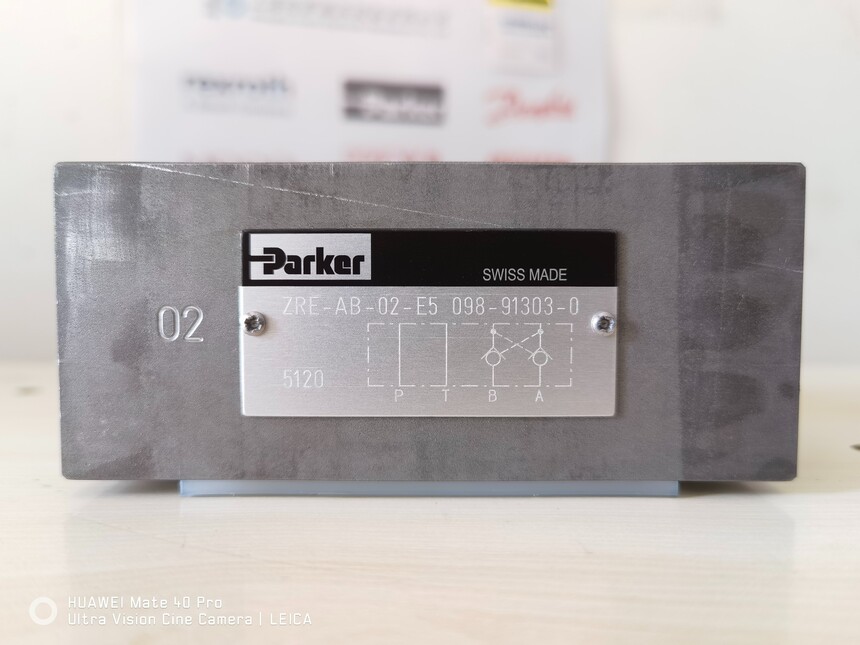 Parker
SWISS MADE
ZRE-AB-02-E5 098-91303-0
02
5120
P T B A
HUAWEI Mate 40 Pro
Ultra Vision Cine Camera | LEICA